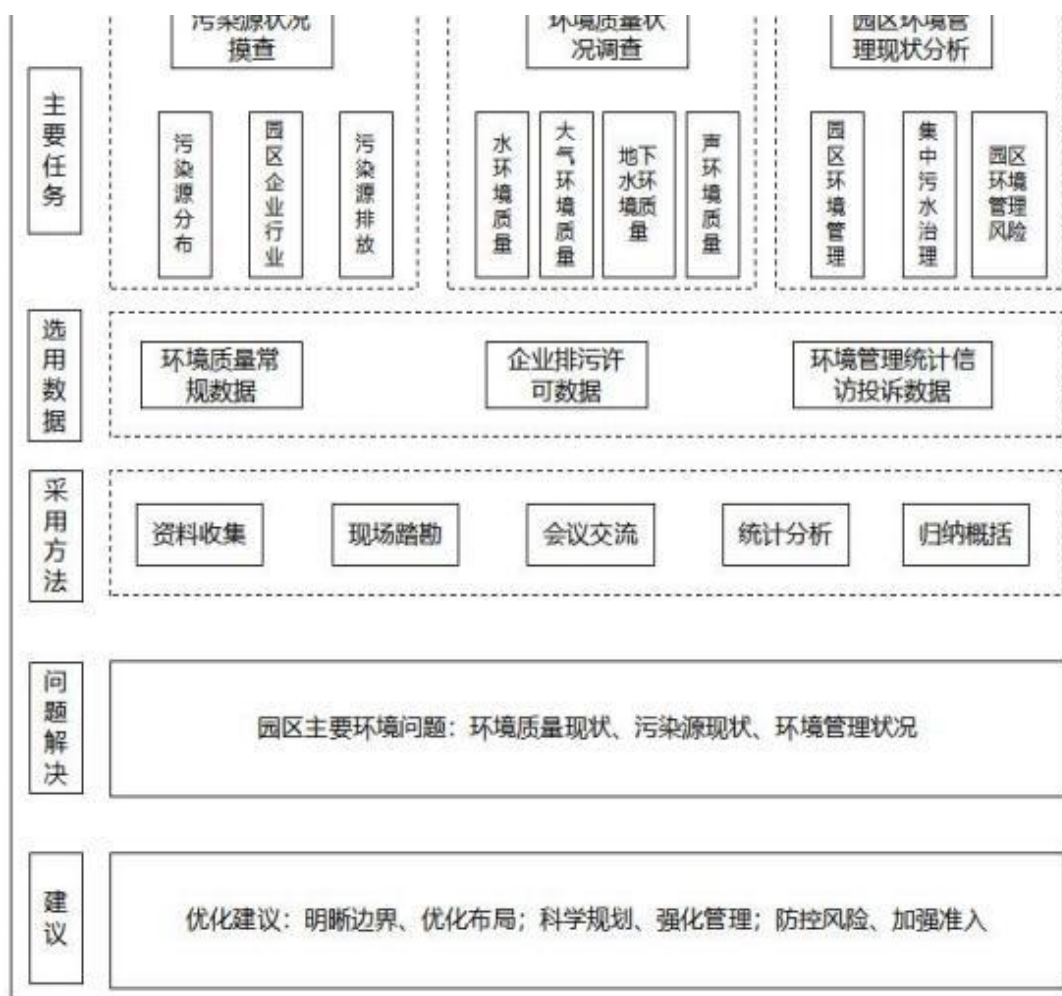 污染源状况
摸查
环境质量状
况调查
园区环境管
理现状分析
主要任务
污染源分布
园区企业行业
污染源排放
水环境质量
大气环境质量
地下
水环
境质
量
声环境质量
园区环境管理
集中污水治理
园区
环境
管理
风险
选用数据
环境质量常
规数据
企业排污许
可数据
环境管理统计信
访投诉数据
采用方法
资料收集
现场踏勘
会议交流
统计分析
归纳概括
问题解决
园区主要环境问题：环境质量现状、污染源现状、环境管理状况
建议
优化建议：明晰边界、优化布局；科学规划、强化管理；防控风险、加强准入